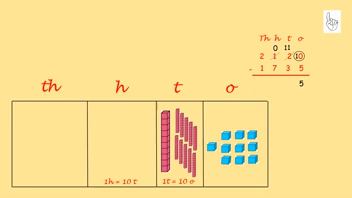 Th h t o
0 11
2 1 2 10
- 1 7 3 5
5
th h t o
1h = 10 t 1t = 10 o